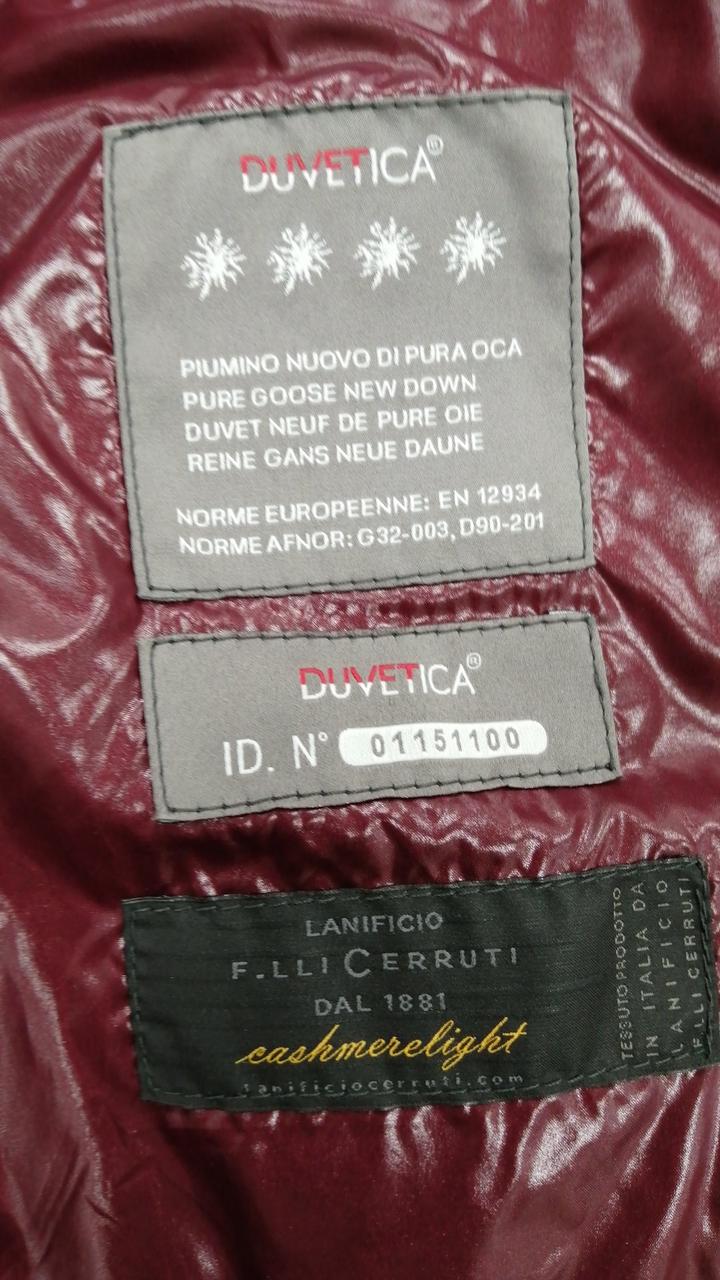 DUVETICA®
PIUMINO NUOVO DI PURA OCA
PURE GOOSE NEW DOWN
DUVET NEUF DE PURE OIE
REINE GANS NEUE DAUNE
NORME EUROPEENNE: EN 12934
NORME AFNOR: G32-003, D90-201
DUVETICA®
ID. N° 01151100
LANIFICIO
F.LLI CERRUTI
DAL 1881
cashmerelight
lanificiocerruti.com
TESSUTO PRODOTTO
IN ITALIA DA
LANIFICIO
F.LLI CERRUTI